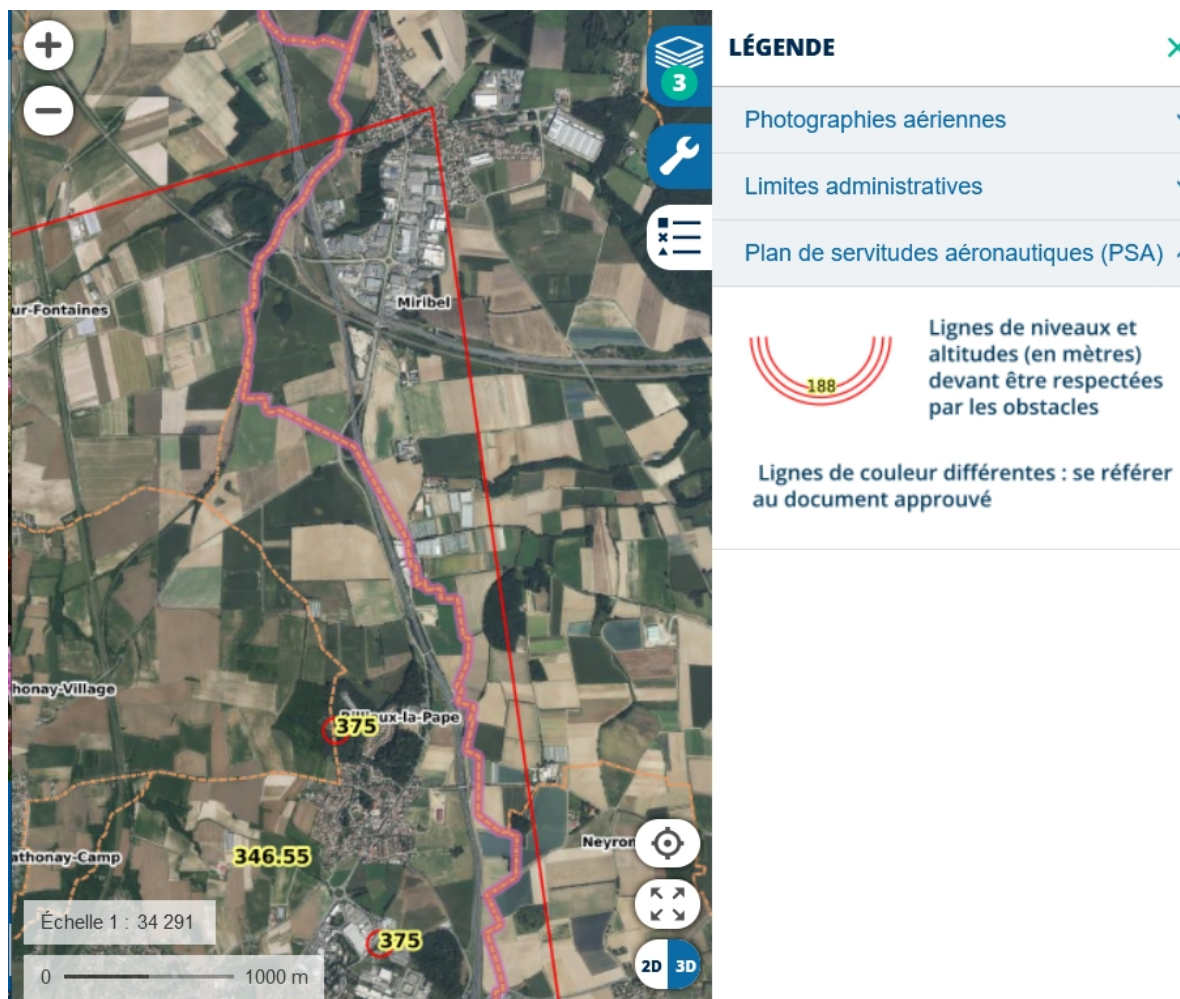 3
LÉGENDE
Photographies aériennes
Limites administratives
Plan de servitudes aéronautiques (PSA)
188
Lignes de niveaux et
altitudes (en mètres)
devant être respectées
par les obstacles
Lignes de couleur différentes : se référer
au document approuvé
ur-Fontaines
Miribel
honay-Village
375
ux-la-Pape
athonay-Camp
346.55
Neyron
375
Échelle 1 : 34 291
0 1000 m
2D 3D